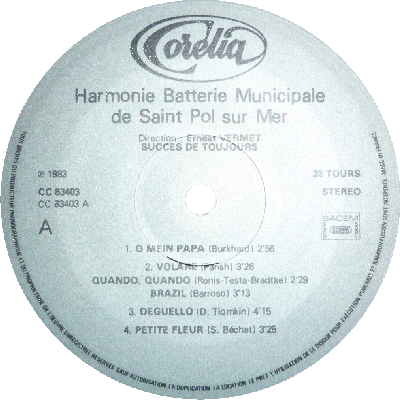 Corélia
Harmonie Batterie Municipale
de Saint Pol sur Mer
Direction : Ernest VERMET
SUCCES DE TOUJOURS
℗ 1983
33 TOURS
CC 83403
STEREO
CC 83403 A
SACEM
A
1. O MEIN PAPA (Burkhard) 2'56
2. VOLARE (Parish) 3'26
QUANDO, QUANDO (Renis-Testa-Bradtke) 2'29
BRAZIL (Barroso) 3'13
3. DEGUELLO (D. Tiomkin) 4'15
4. PETITE FLEUR (S. Béchet) 3'25